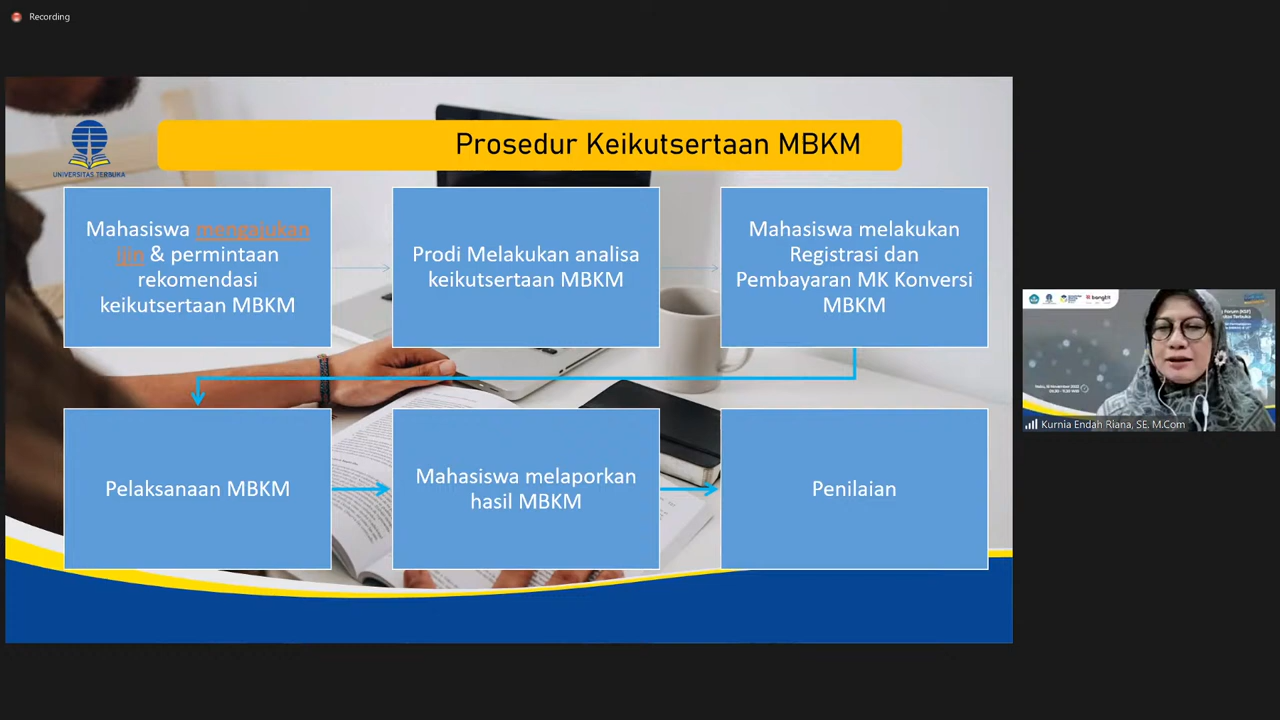 Recording
UNIVERSITAS TERBUKA
Prosedur Keikutsertaan MBKM
Mahasiswa mengajukan
ijin & permintaan
rekomendasi
keikutsertaan MBKM
Prodi Melakukan analisa
keikutsertaan MBKM
Mahasiswa melakukan
Registrasi dan
Pembayaran MK Konversi
MBKM
Pelaksanaan MBKM
Mahasiswa melaporkan
hasil MBKM
Penilaian
bangkit
Kurnia Endah Riana, SE. M.Com